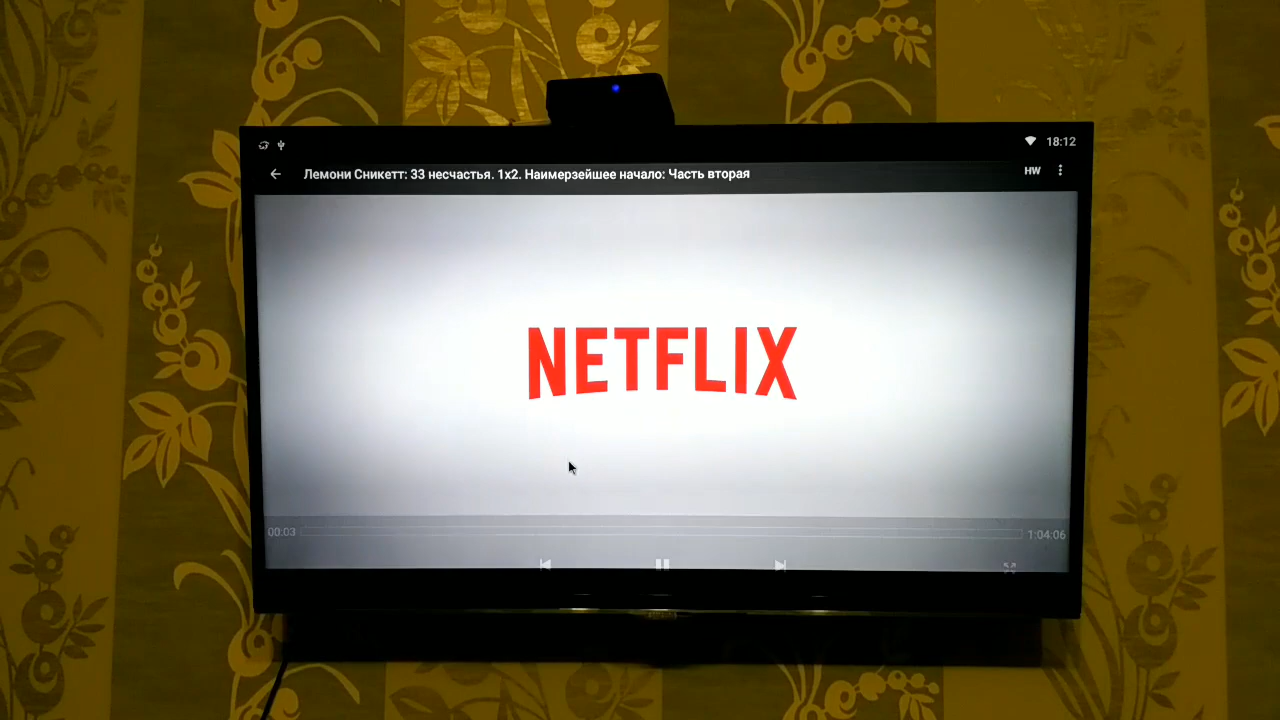 18:12
Лемони Сникетт: 33 несчастья. 1x2. Наимерзейшее начало: Часть вторая
HW
NETFLIX
00:03
1:04:06